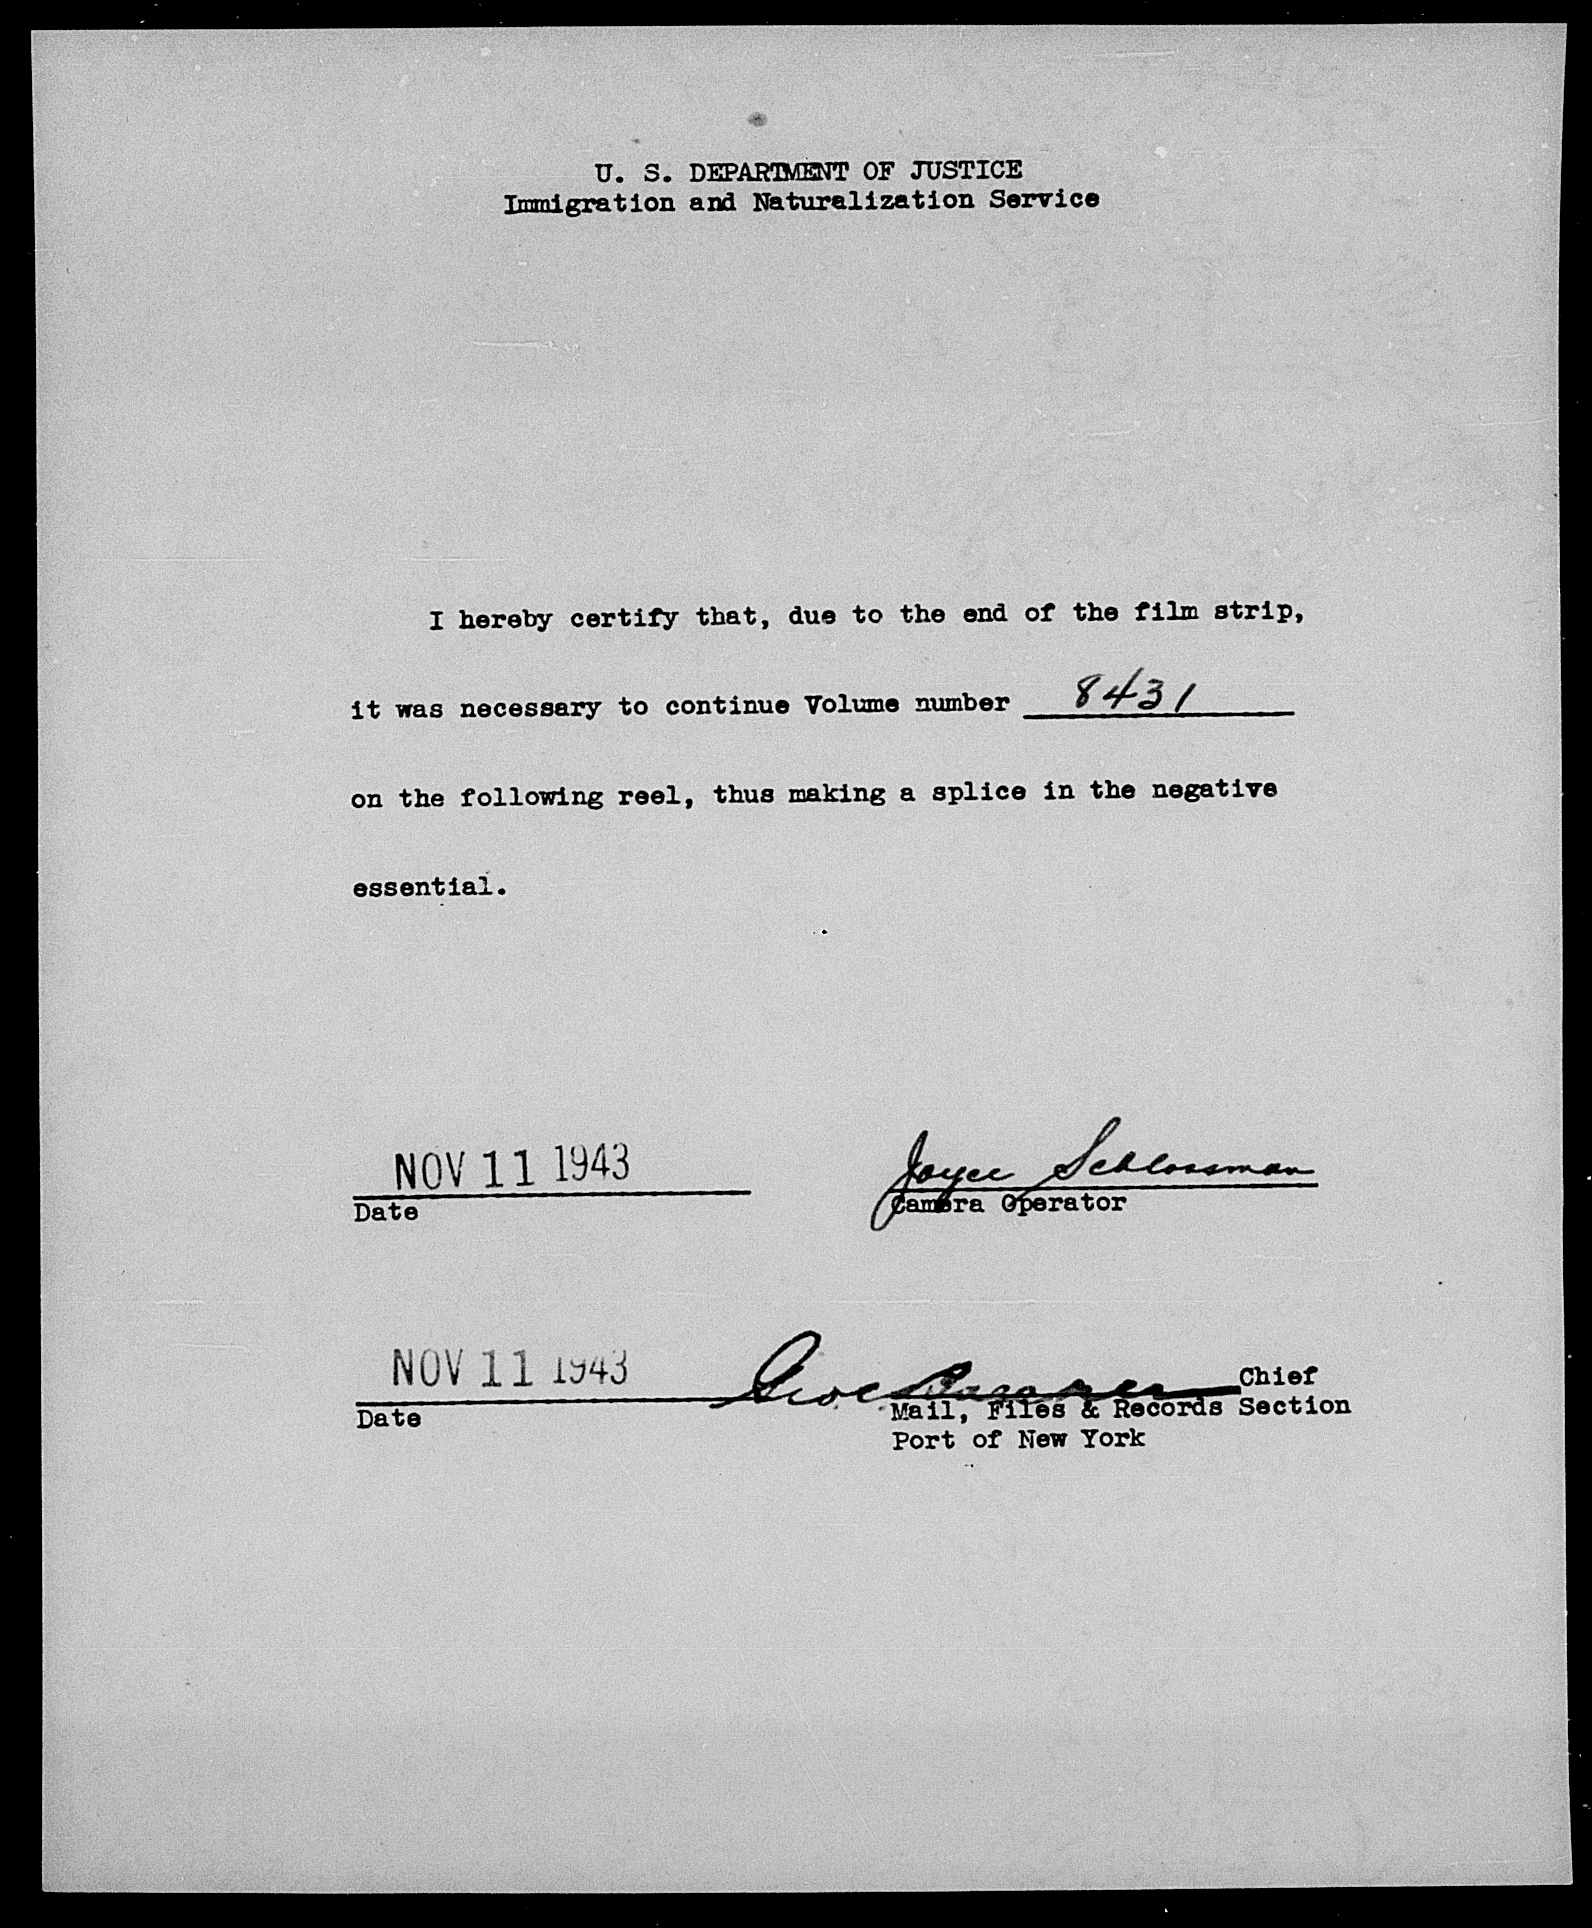 U. S. DEPARTMENT OF JUSTICE
Immigration and Naturalization Service
I hereby certify that, due to the end of the film strip,
it was necessary to continue Volume number 8431
on the following reel, thus making a splice in the negative
essential.
NOV 11 1943 Joyce Schlossman
Date Camera Operator
NOV 11 1943 Chief
Date Mail, Files & Records Section
Port of New York